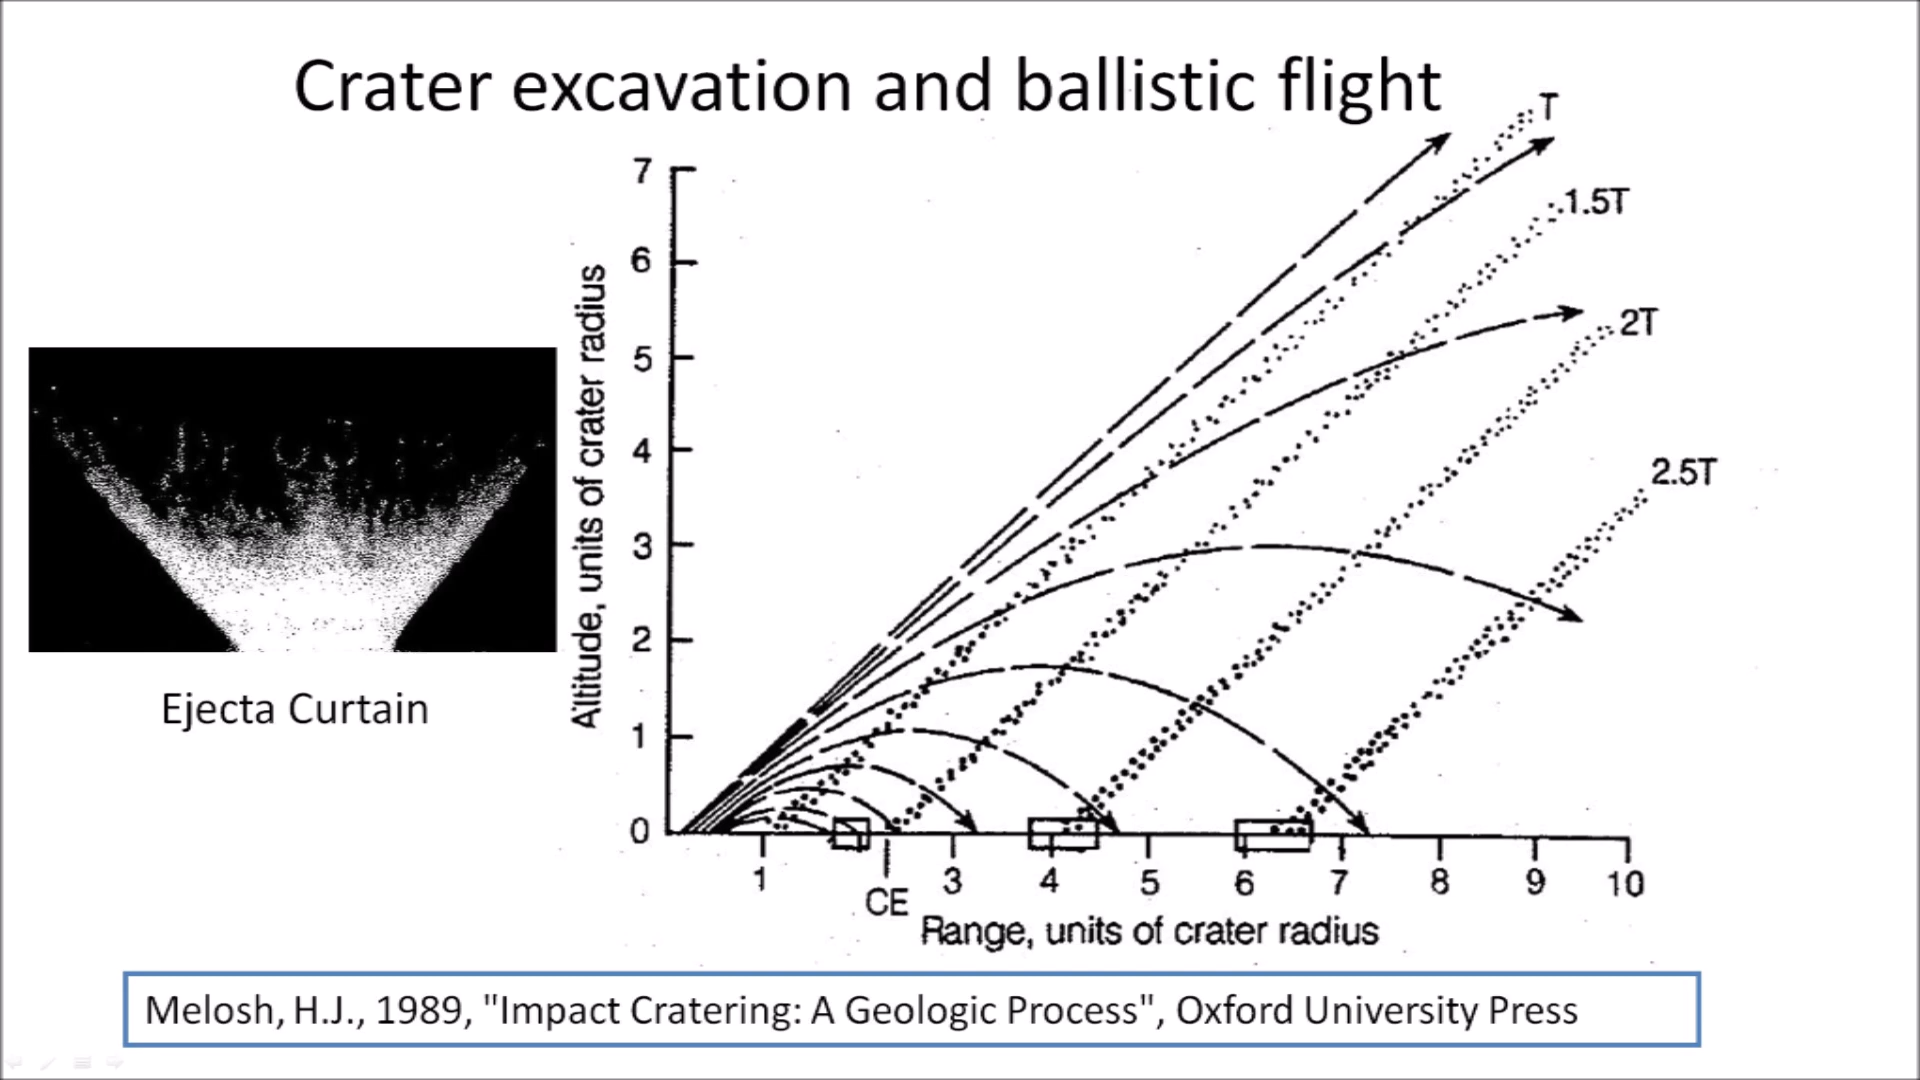 Crater excavation and ballistic flight
T
1.5T
2T
2.5T
7
6
5
4
3
2
1
0
Altitude, units of crater radius
1
CE
3
4
5
6
7
8
9
10
Range, units of crater radius
Ejecta Curtain
Melosh, H.J., 1989, "Impact Cratering: A Geologic Process", Oxford University Press